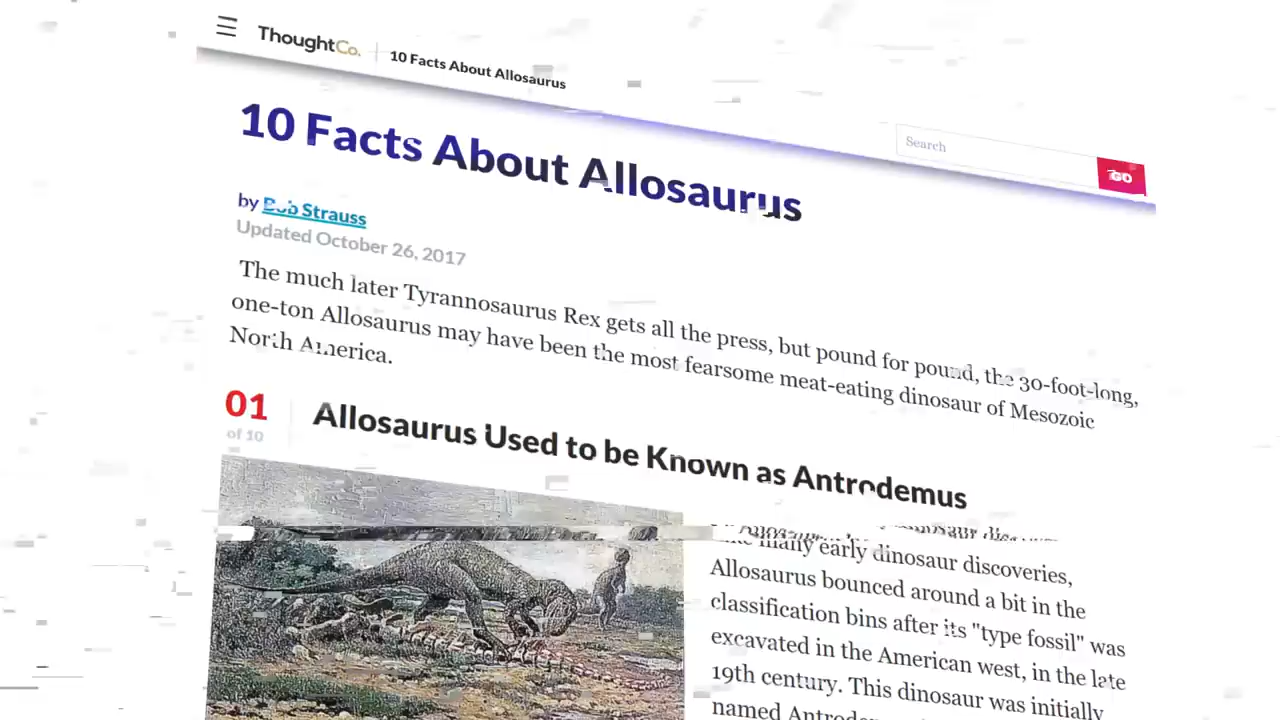 ThoughtCo. 10 Facts About Allosaurus
10 Facts About Allosaurus
Search GO
by Bob Strauss
Updated October 26, 2017
The much later Tyrannosaurus Rex gets all the press, but pound for pound, the 30-foot-long,
one-ton Allosaurus may have been the most fearsome meat-eating dinosaur of Mesozoic
North America.
01
of 10
Allosaurus Used to be Known as Antrodemus
many early dinosaur discoveries,
Allosaurus bounced around a bit in the
classification bins after its "type fossil" was
excavated in the American west, in the late
19th century. This dinosaur was initially
named